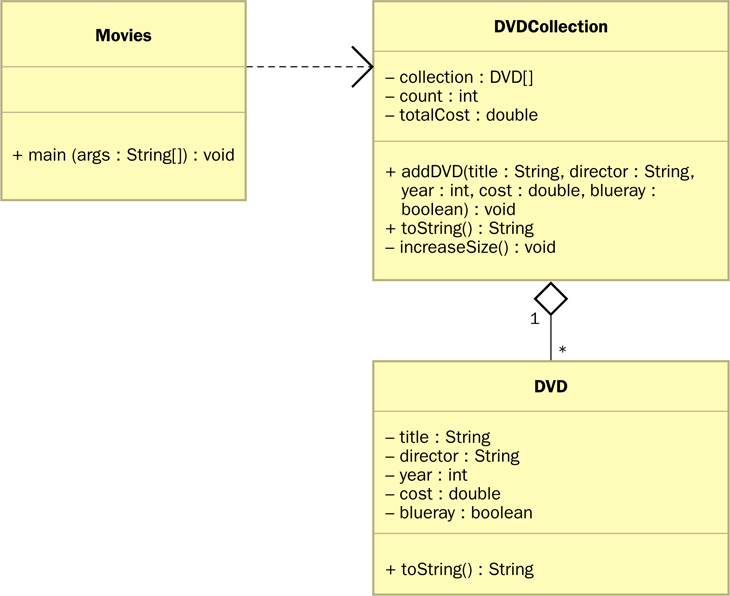 Movies
+ main (args : String[]) : void
DVDCollection
– collection : DVD[]
– count : int
– totalCost : double
+ addDVD(title : String, director : String,
year : int, cost : double, blueray :
boolean) : void
+ toString() : String
– increaseSize() : void
1
*
DVD
– title : String
– director : String
– year : int
– cost : double
– blueray : boolean
+ toString() : String